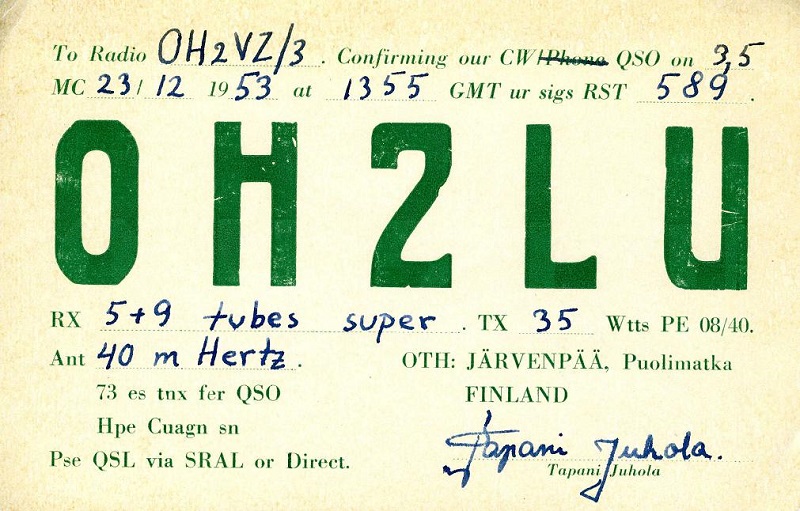 To Radio OH2VZ/3. Confirming our CW/Phone QSO on 3,5
MC 23/ 12 1953 at 1355 GMT ur sigs RST 589.
OH2LU
RX 5+9 tubes super. TX 35 Wtts PE 08/40.
Ant 40 m Hertz. OTH: JÄRVENPÄÄ, Puolimatka
73 es tnx fer QSO FINLAND
Hpe Cuagn sn
Pse QSL via SRAL or Direct. Tapani Juhola.
Tapani Juhola